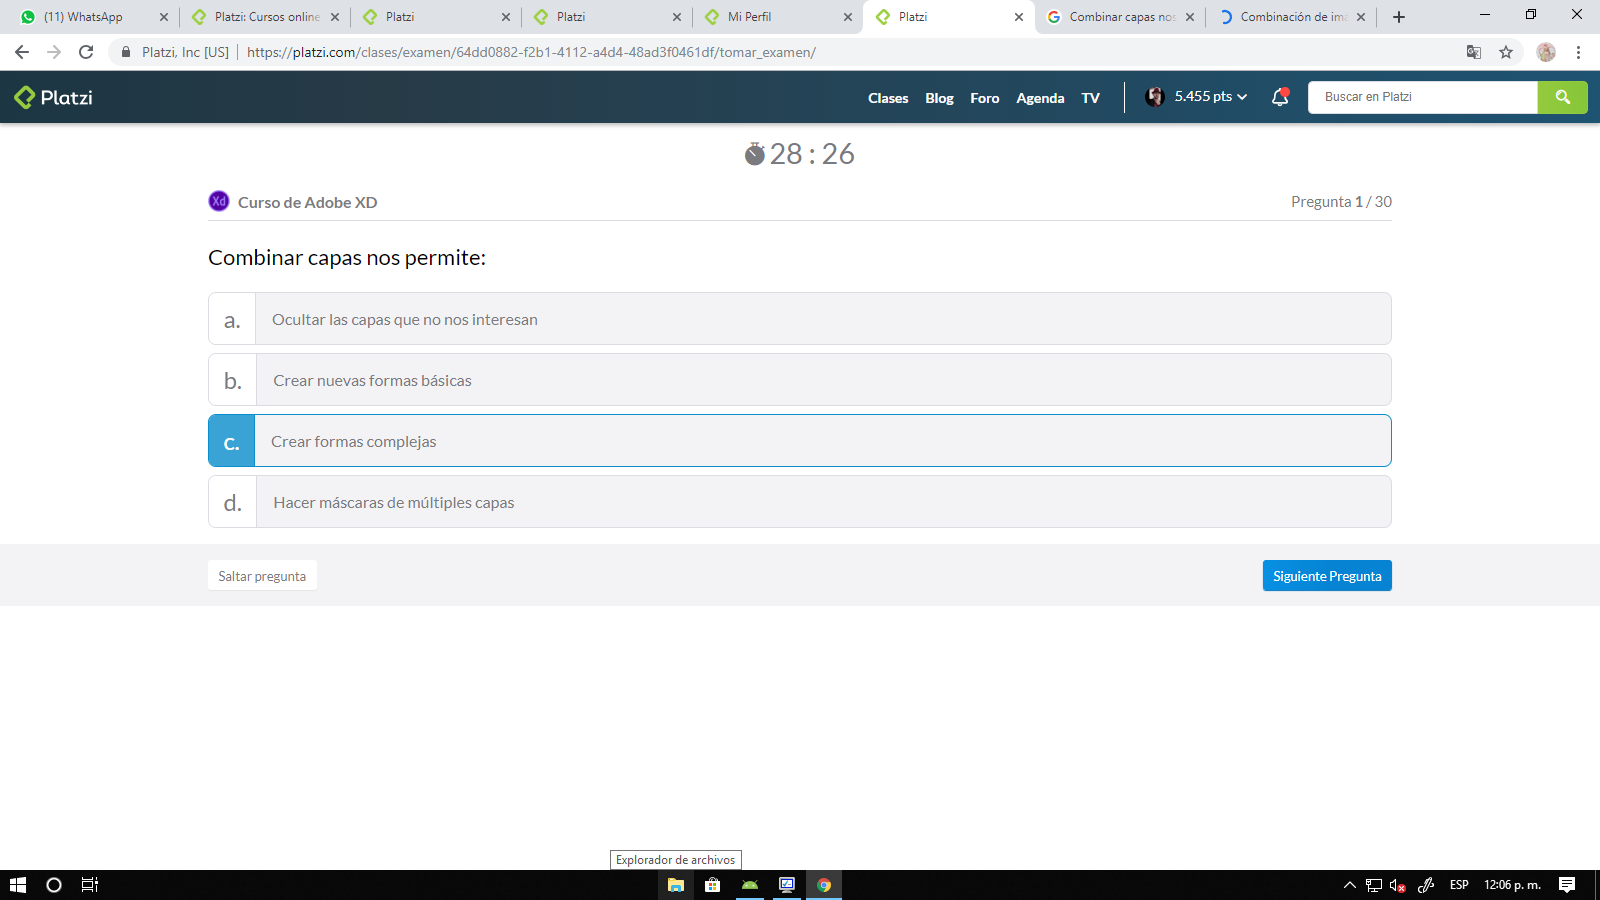 (11) WhatsApp
Platzi: Cursos online
Platzi
Platzi
Mi Perfil
Platzi
Combinar capas nos
Combinación de ima
Platzi, Inc [US]
https://platzi.com/clases/examen/64dd0882-f2b1-4112-a4d4-48ad3f0461df/tomar_examen/
Platzi
Clases
Blog
Foro
Agenda
TV
5.455 pts
Buscar en Platzi
28 : 26
Xd
Curso de Adobe XD
Pregunta 1 / 30
Combinar capas nos permite:
a. Ocultar las capas que no nos interesan
b. Crear nuevas formas básicas
c. Crear formas complejas
d. Hacer máscaras de múltiples capas
Saltar pregunta
Siguiente Pregunta
Explorador de archivos
ESP
12:06 p. m.